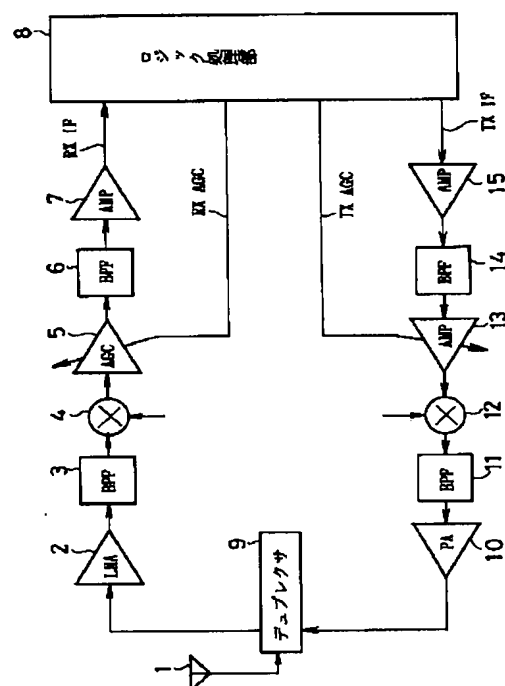 8
ロジック処理部
RX IF
7
AMP
6
BPF
5
AGC
RX AGC
4
3
BPF
2
LNA
1
9
デュプレクサ
TX AGC
TX IF
AMP
15
BPF
14
AMP
13
12
BPF
11
PA
10